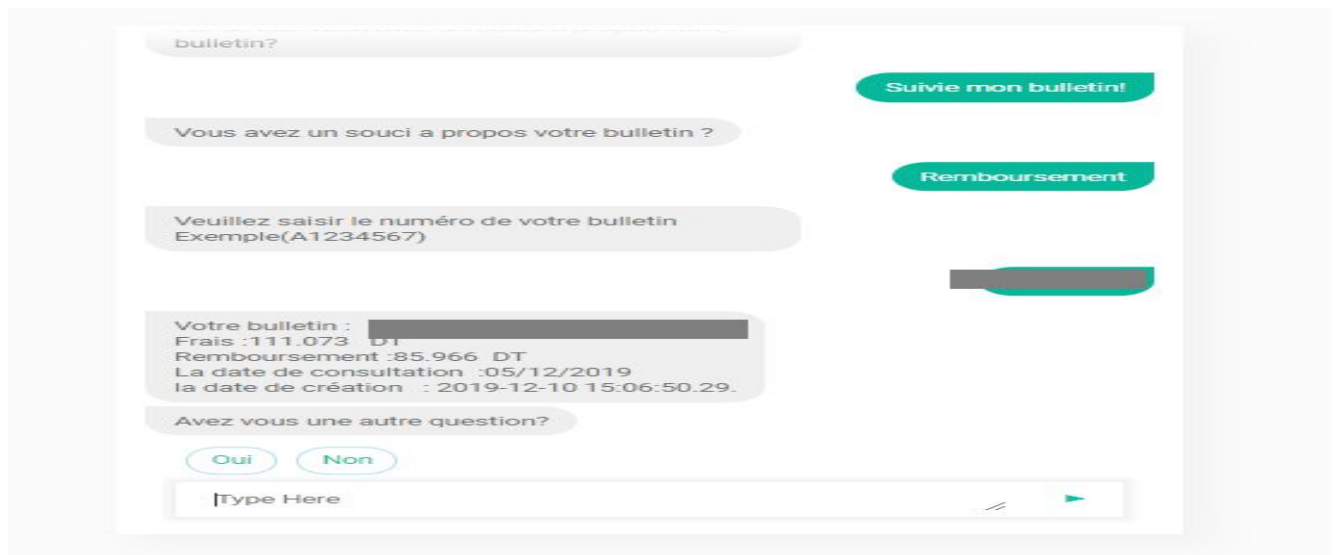 bulletin?
Suivie mon bulletin!
Vous avez un souci a propos votre bulletin ?
Remboursement
Veuillez saisir le numéro de votre bulletin
Exemple(A1234567)
Votre bulletin :
Frais :111.073 DT
Remboursement :85.966 DT
La date de consultation :05/12/2019
la date de création : 2019-12-10 15:06:50.29.
Avez vous une autre question?
Oui Non
Type Here